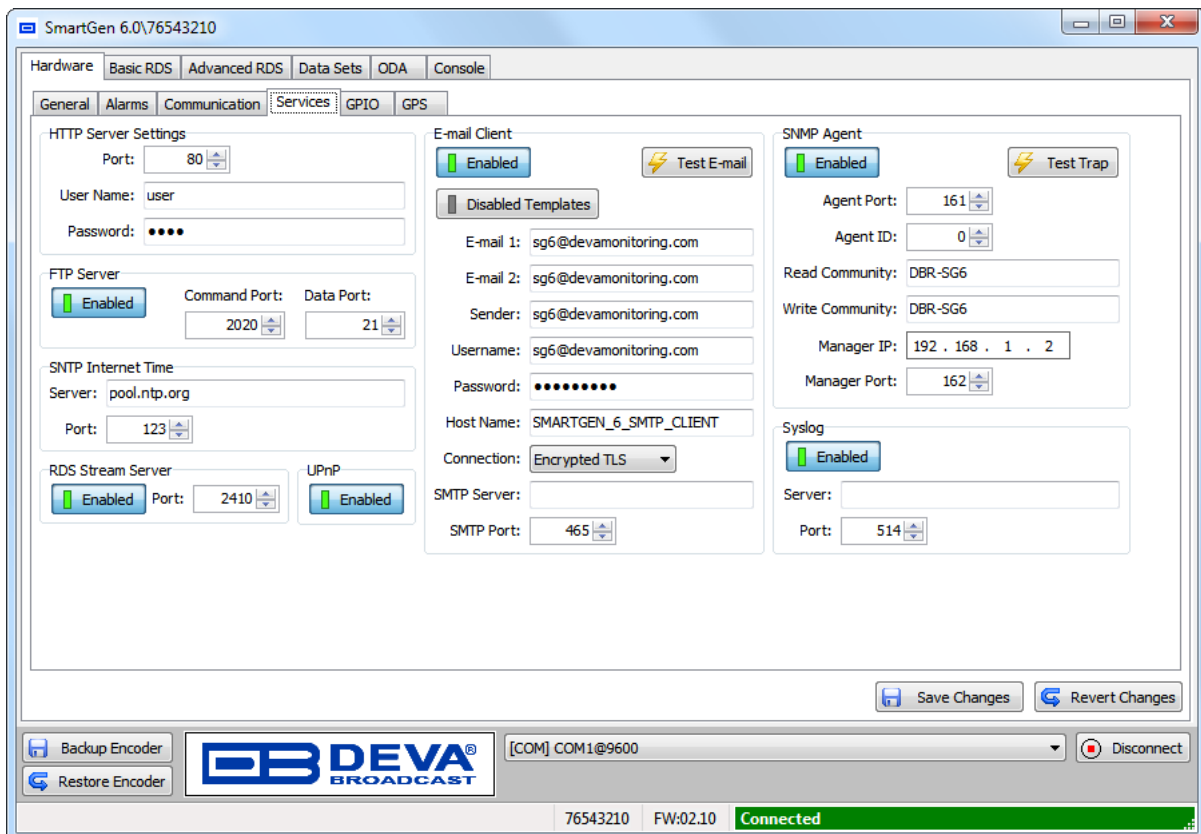 SmartGen 6.0\76543210
Hardware Basic RDS Advanced RDS Data Sets ODA Console
General Alarms Communication Services GPIO GPS
HTTP Server Settings
Port: 80
User Name: user
Password: ●●●●
FTP Server
Enabled
Command Port: Data Port:
2020 21
SNTP Internet Time
Server: pool.ntp.org
Port: 123
RDS Stream Server
Enabled Port: 2410
UPnP
Enabled
E-mail Client
Enabled Test E-mail
Disabled Templates
E-mail 1: sg6@devamonitoring.com
E-mail 2: sg6@devamonitoring.com
Sender: sg6@devamonitoring.com
Username: sg6@devamonitoring.com
Password: ●●●●●●●●●
Host Name: SMARTGEN_6_SMTP_CLIENT
Connection: Encrypted TLS
SMTP Server:
SMTP Port: 465
SNMP Agent
Enabled Test Trap
Agent Port: 161
Agent ID: 0
Read Community: DBR-SG6
Write Community: DBR-SG6
Manager IP: 192 . 168 . 1 . 2
Manager Port: 162
Syslog
Enabled
Server:
Port: 514
Save Changes Revert Changes
Backup Encoder
Restore Encoder
DEVA®
BROADCAST
[COM] COM1@9600
Disconnect
76543210 FW:02.10 Connected